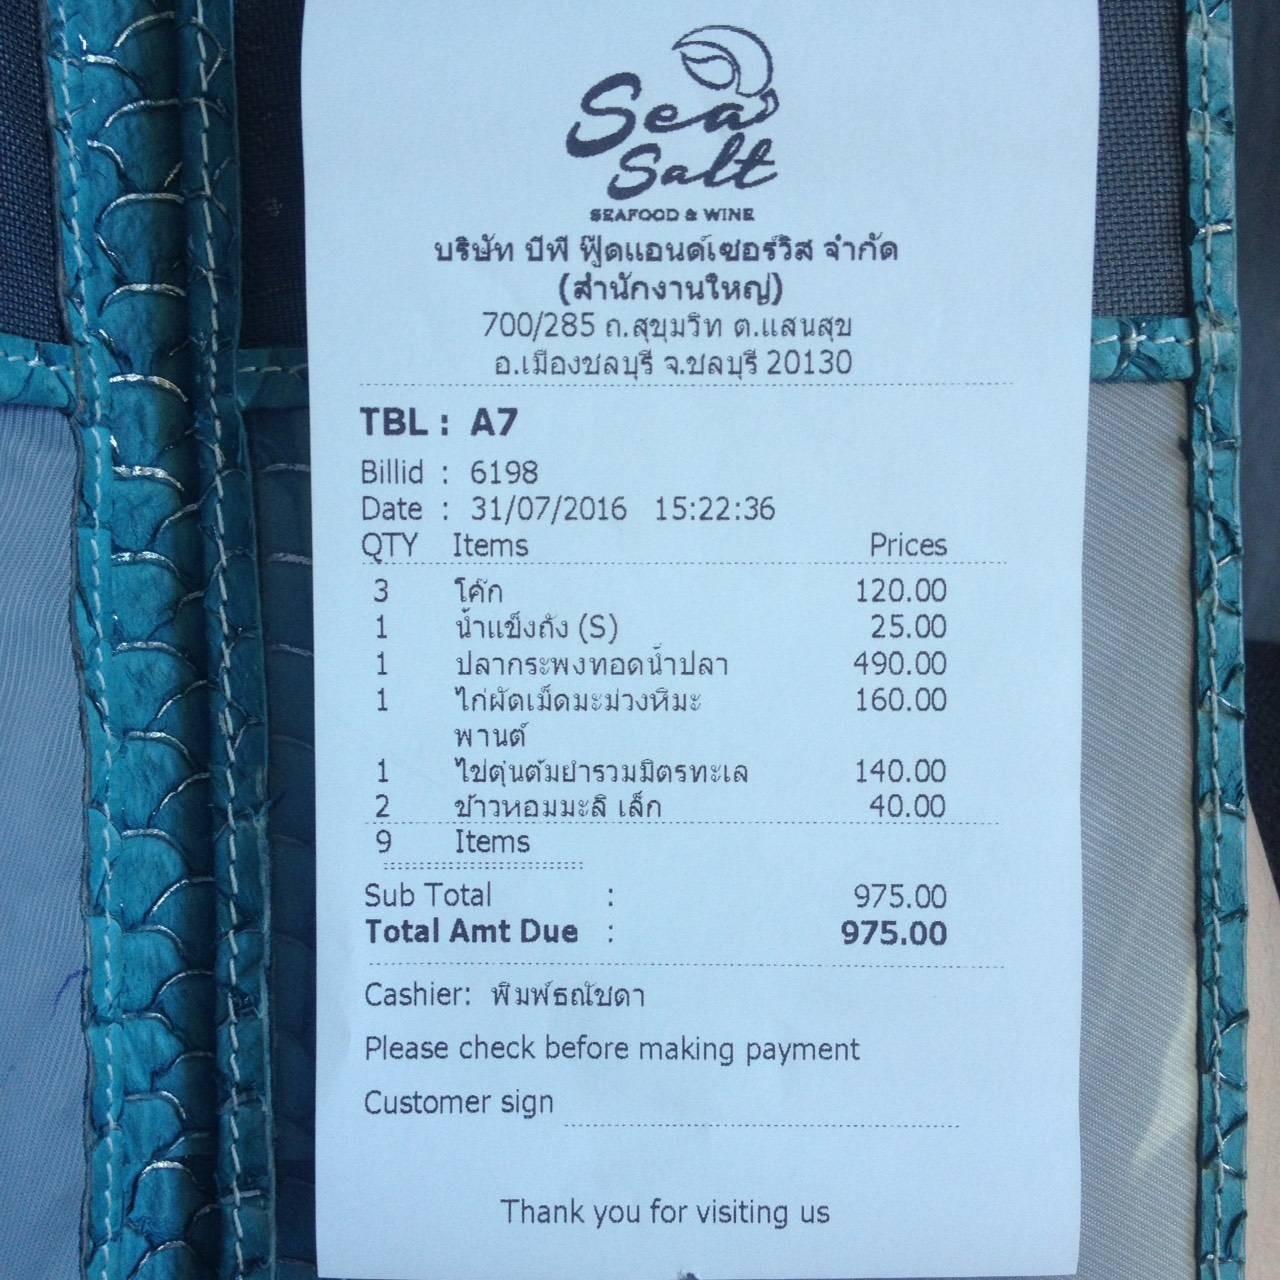 Sea
Salt
SEAFOOD & WINE
บริษัท บีพี ฟู๊ดแอนด์เซอร์วิส จำกัด
(สำนักงานใหญ่)
700/285 ถ.สุขุมวิท ต.แสนสุข
อ.เมืองชลบุรี จ.ชลบุรี 20130
TBL : A7
Billid : 6198
Date : 31/07/2016 15:22:36
QTY Items Prices
3 โค๊ก 120.00
1 น้ำแข็งถัง (S) 25.00
1 ปลากระพงทอดน้ำปลา 490.00
1 ไก่ผัดเม็ดมะม่วงหิมะ 160.00
พานต์
1 ไข่ตุ่นต้มยำรวมมิตรทะเล 140.00
2 ข้าวหอมมะลิ เล็ก 40.00
9 Items
Sub Total : 975.00
Total Amt Due : 975.00
Cashier: พิมพ์ธณัชดา
Please check before making payment
Customer sign
Thank you for visiting us